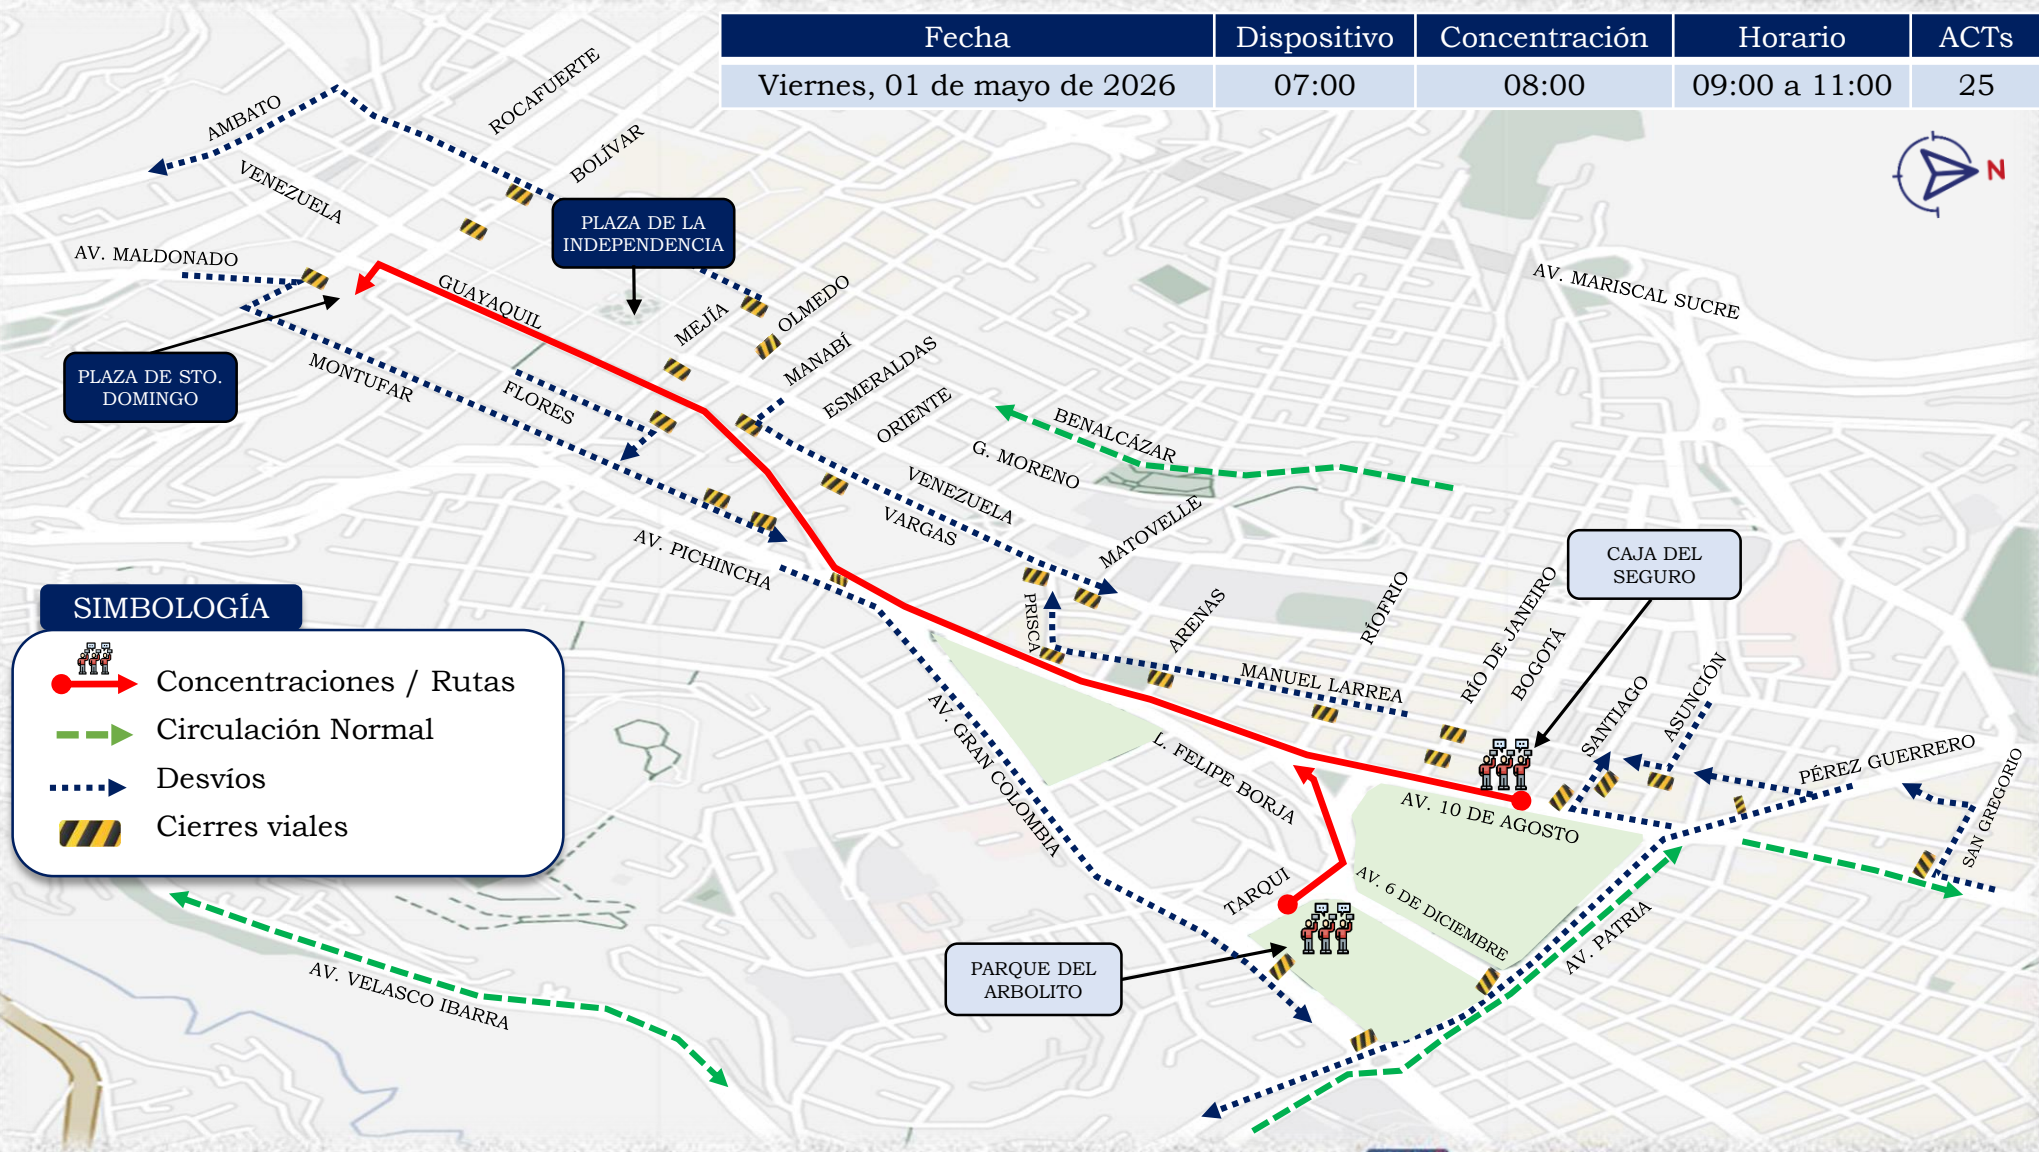 Fecha
Dispositivo
Concentración
Horario
ACTs
Viernes, 01 de mayo de 2026
07:00
08:00
09:00 a 11:00
25
N
AMBATO
ROCAFUERTE
BOLÍVAR
VENEZUELA
PLAZA DE LA
INDEPENDENCIA
AV. MALDONADO
GUAYAQUIL
MEJÍA
OLMEDO
MANABÍ
ESMERALDAS
ORIENTE
AV. MARISCAL SUCRE
PLAZA DE STO.
DOMINGO
MONTUFAR
FLORES
BENALCÁZAR
G. MORENO
VENEZUELA
VARGAS
MATOVELLE
AV. PICHINCHA
CAJA DEL
SEGURO
PRISCA
ARENAS
RÍOFRIO
RÍO DE JANEIRO
BOGOTÁ
SANTIAGO
ASUNCIÓN
MANUEL LARREA
PÉREZ GUERRERO
SAN GREGORIO
SIMBOLOGÍA
Concentraciones / Rutas
Circulación Normal
Desvíos
Cierres viales
AV. GRAN COLOMBIA
L. FELIPE BORJA
AV. 10 DE AGOSTO
TARQUI
AV. 6 DE DICIEMBRE
AV. PATRIA
PARQUE DEL
ARBOLITO
AV. VELASCO IBARRA